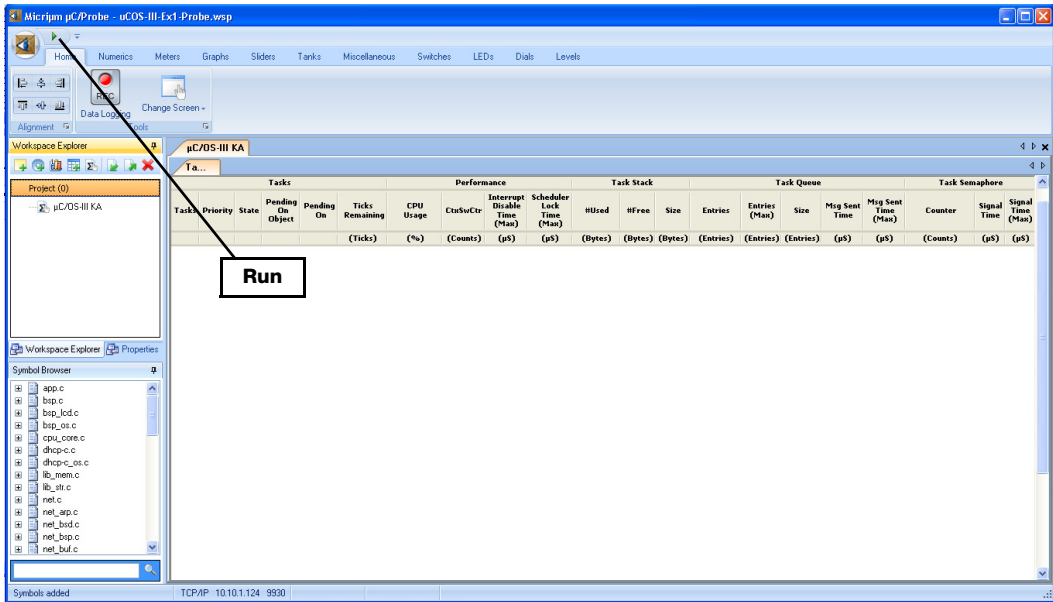 Micriµm µC/Probe - uCOS-III-Ex1-Probe.wsp
Home Numerics Meters Graphs Sliders Tanks Miscellaneous Switches LEDs Dials Levels
REC
Data Logging
Change Screen
Alignment
Tools
Workspace Explorer
Project (0)
µC/OS-III KA
Workspace Explorer Properties
Symbol Browser
app.c
bsp.c
bsp_lcd.c
bsp_os.c
cpu_core.c
dhcp-c.c
dhcp-c_os.c
lib_mem.c
lib_str.c
net.c
net_arp.c
net_bsd.c
net_bsp.c
net_buf.c
µC/OS-III KA
Ta...
Tasks Performance Task Stack Task Queue Task Semaphore
Tasks Priority State Pending On Object Pending On Ticks Remaining CPU Usage CtxSwCtr Interrupt Disable Time (Max) Scheduler Lock Time (Max) #Used #Free Size Entries Entries (Max) Size Msg Sent Time Msg Sent Time (Max) Counter Signal Time Signal Time (Max)
(Ticks) (%) (Counts) (µS) (µS) (Bytes) (Bytes) (Bytes) (Entries) (Entries) (Entries) (µS) (µS) (Counts) (µS) (µS)
Run
Symbols added TCP/IP 10.10.1.124 9930